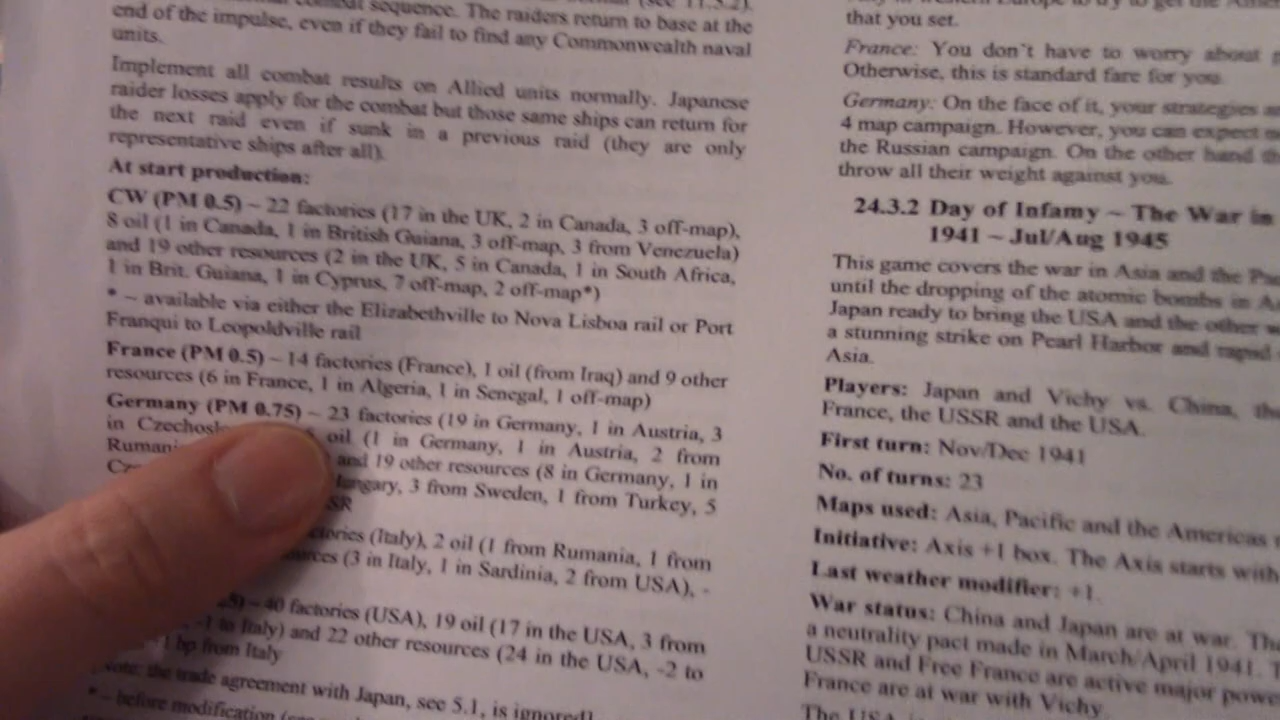 combat sequence. The raiders return to base at the
end of the impulse, even if they fail to find any Commonwealth naval
units.
Implement all combat results on Allied units normally. Japanese
raider losses apply for the combat but those same ships can return for
the next raid even if sunk in a previous raid (they are only
representative ships after all).
At start production:
CW (PM 0.5) ~ 22 factories (17 in the UK, 2 in Canada, 3 off-map),
8 oil (1 in Canada, 1 in British Guiana, 3 off-map, 3 from Venezuela)
and 19 other resources (2 in the UK, 5 in Canada, 1 in South Africa,
1 in Brit. Guiana, 1 in Cyprus, 7 off-map, 2 off-map*)
* ~ available via either the Elizabethville to Nova Lisboa rail or Port
Franqui to Leopoldville rail
France (PM 0.5) ~ 14 factories (France), 1 oil (from Iraq) and 9 other
resources (6 in France, 1 in Algeria, 1 in Senegal, 1 off-map)
Germany (PM 0.75) ~ 23 factories (19 in Germany, 1 in Austria, 3
in oil (1 in Germany, 1 in Austria, 2 from
and 19 other resources (8 in Germany, 1 in
3 from Sweden, 1 from Turkey, 5
(Italy), 2 oil (1 from Rumania, 1 from
(3 in Italy, 1 in Sardinia, 2 from USA), -
~ 40 factories (USA), 19 oil (17 in the USA, 3 from
-1 to Italy) and 22 other resources (24 in the USA, -2 to
1 bp from Italy
the trade agreement with Japan, see 5.1, is ignored].
* ~ before modification
that you set.
France: You don't have to worry about
Otherwise, this is standard fare for you.
Germany: On the face of it, your strategies
4 map campaign. However, you can expect
the Russian campaign. On the other hand
throw all their weight against you.
24.3.2 Day of Infamy ~ The War in
1941 ~ Jul/Aug 1945
This game covers the war in Asia and the
until the dropping of the atomic bombs in
Japan ready to bring the USA and the other
a stunning strike on Pearl Harbor and rapid
Asia.
Players: Japan and Vichy vs. China, the
France, the USSR and the USA.
First turn: Nov/Dec 1941
No. of turns: 23
Maps used: Asia, Pacific and the Americas
Initiative: Axis +1 box. The Axis starts with
Last weather modifier: +1.
War status: China and Japan are at war. The
a neutrality pact made in March/April 1941.
USSR and Free France are active major
France are at war with Vichy.
The USA